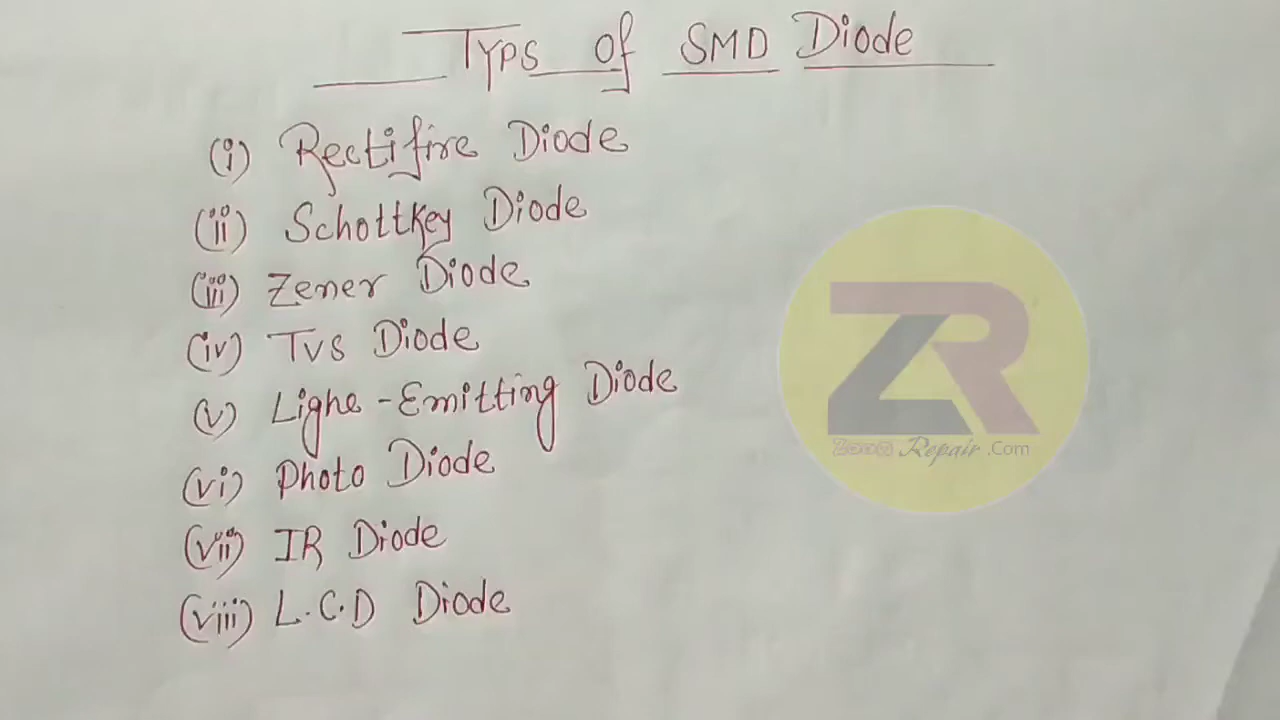 Typs of SMD Diode
(i) Rectifire Diode
(ii) Schottkey Diode
(iii) Zener Diode
(iv) TVS Diode
(v) Lighe-Emitting Diode
(vi) Photo Diode
(vii) IR Diode
(viii) L.C.D Diode
ZR
Repair.Com